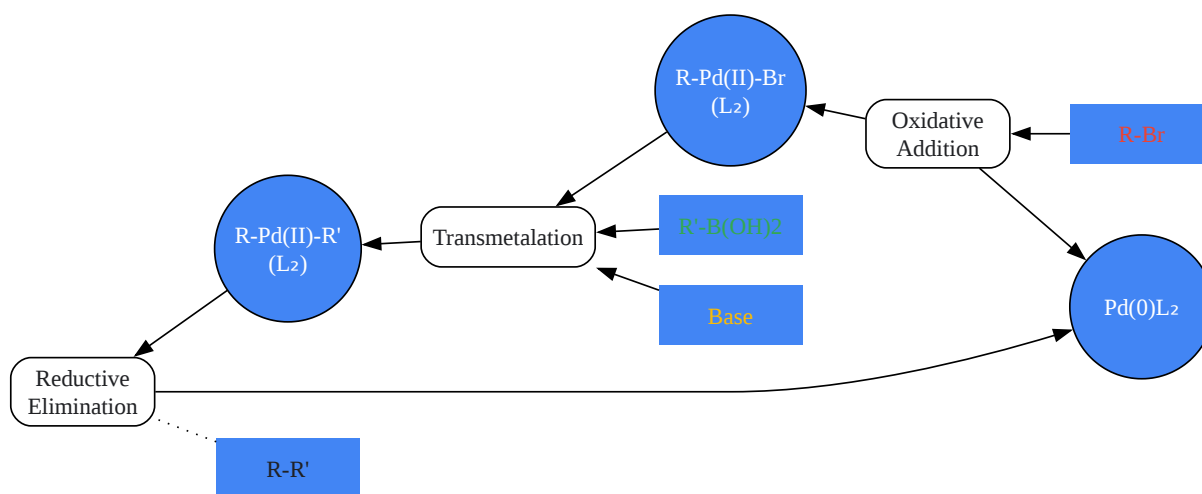 R-Pd(II)-Br
(L₂)
Oxidative
Addition
R-Br
R-Pd(II)-R'
(L₂)
Transmetalation
R'-B(OH)2
Base
Pd(0)L₂
Reductive
Elimination
R-R'